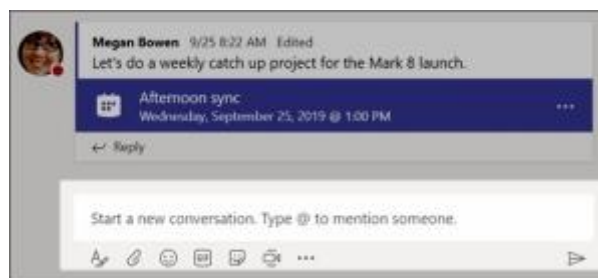 Megan Bowen 9/25 8:22 AM Edited
Let's do a weekly catch up project for the Mark 8 launch.
Afternoon sync
Wednesday, September 25, 2019 @ 1:00 PM
Reply
Start a new conversation. Type @ to mention someone.
GIF